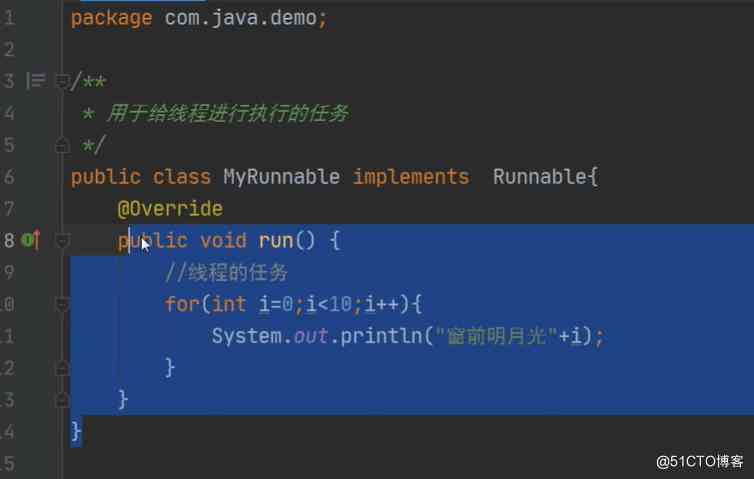 1 package com.java.demo;
2
3 /**
4 * 用于给线程进行执行的任务
5 */
6 public class MyRunnable implements Runnable{
7 @Override
8 public void run() {
9 //线程的任务
0 for(int i=0;i<10;i++){
1 System.out.println("窗前明月光"+i);
2 }
3 }
4 }
5
@51CTO博客